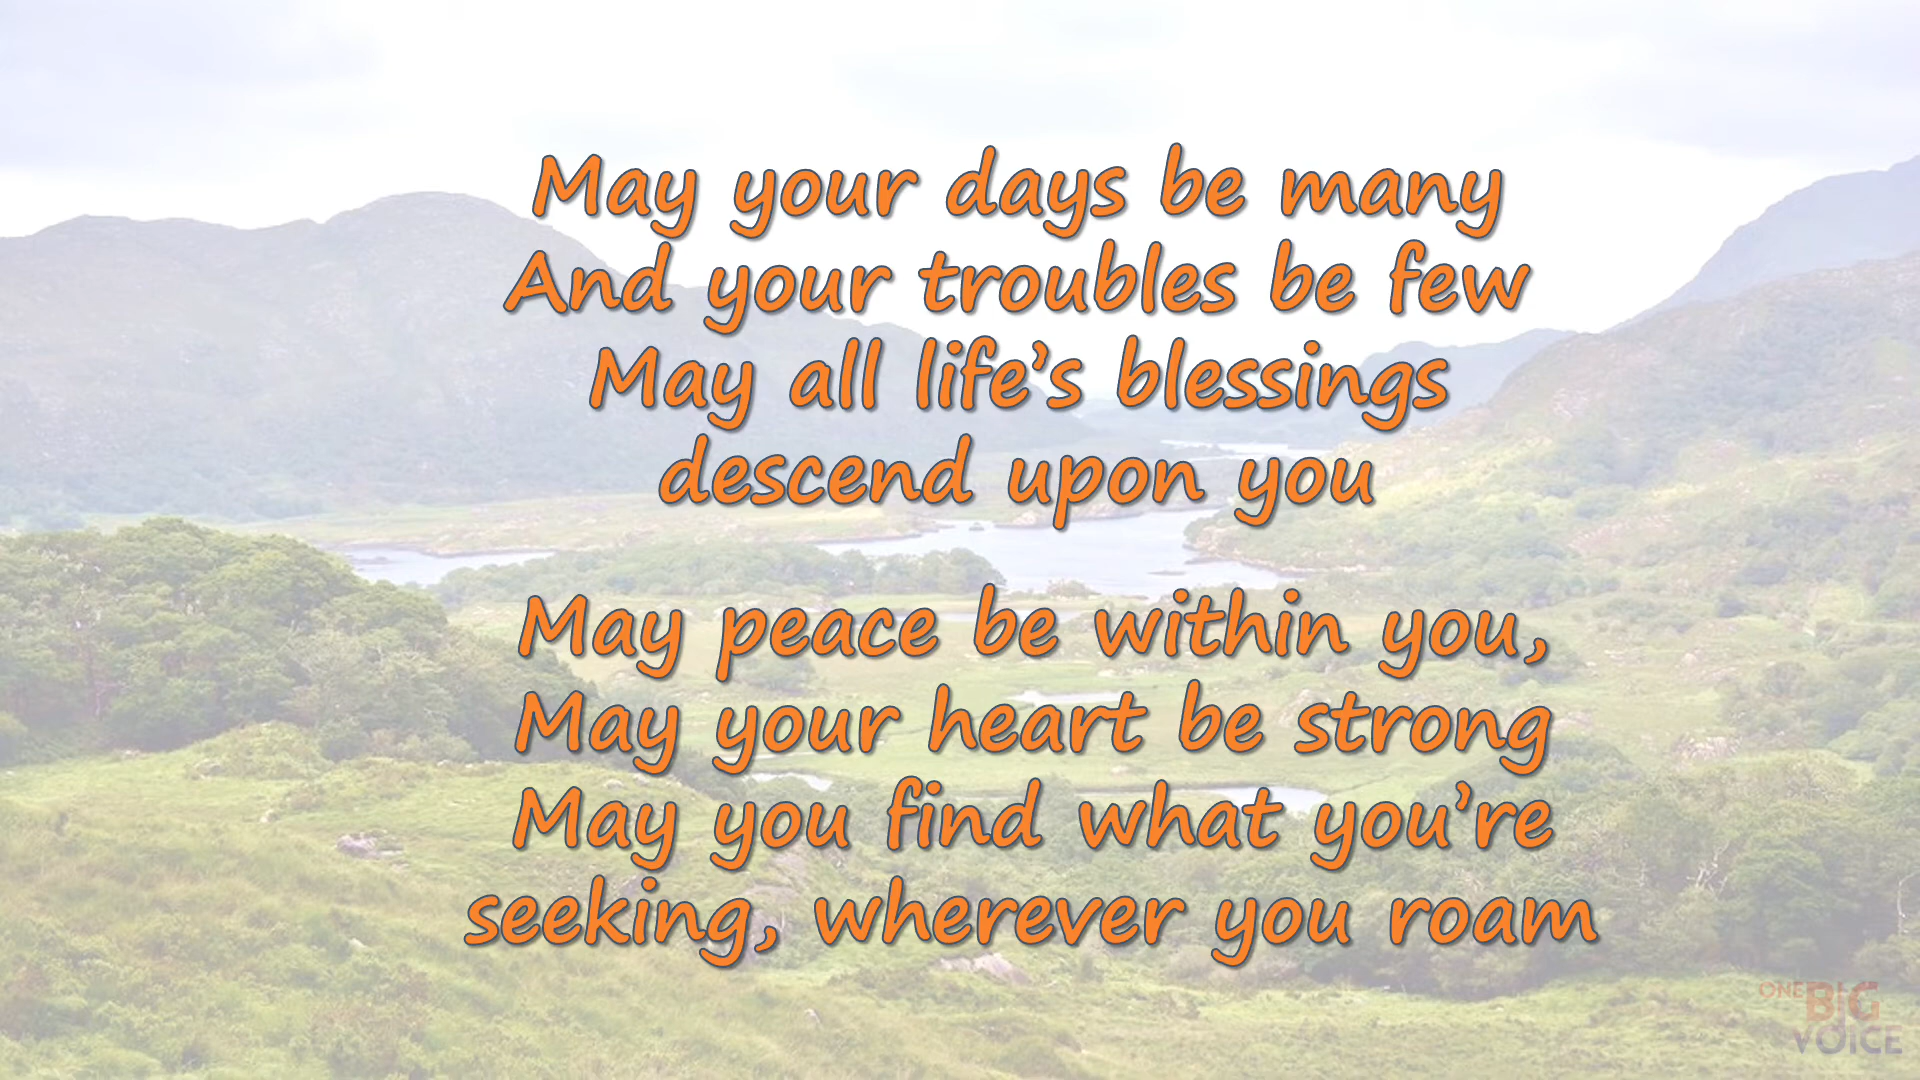 May your days be many
And your troubles be few
May all life’s blessings
descend upon you
May peace be within you,
May your heart be strong
May you find what you’re
seeking, wherever you roam
ONE BIG
VOICE